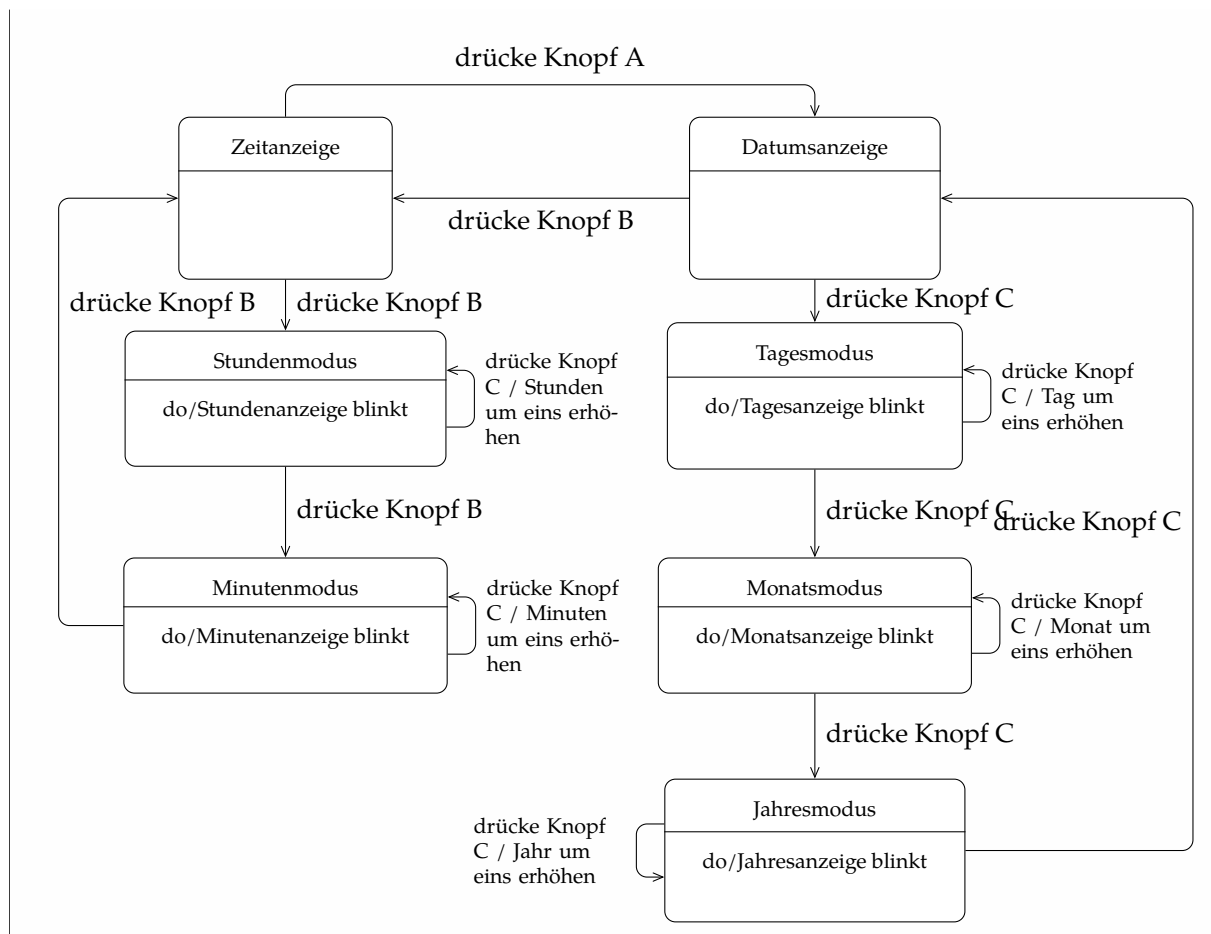 drücke Knopf A
Zeitanzeige
Datumsanzeige
drücke Knopf B
drücke Knopf B
drücke Knopf B
drücke Knopf C
Stundenmodus
do/Stundenanzeige blinkt
drücke Knopf
C / Stunden
um eins erhö-
hen
Tagesmodus
do/Tagesanzeige blinkt
drücke Knopf
C / Tag um
eins erhöhen
drücke Knopf B
drücke Knopf C
drücke Knopf C
Minutenmodus
do/Minutenanzeige blinkt
drücke Knopf
C / Minuten
um eins erhö-
hen
Monatsmodus
do/Monatsanzeige blinkt
drücke Knopf
C / Monat um
eins erhöhen
drücke Knopf C
Jahresmodus
do/Jahresanzeige blinkt
drücke Knopf
C / Jahr um
eins erhöhen